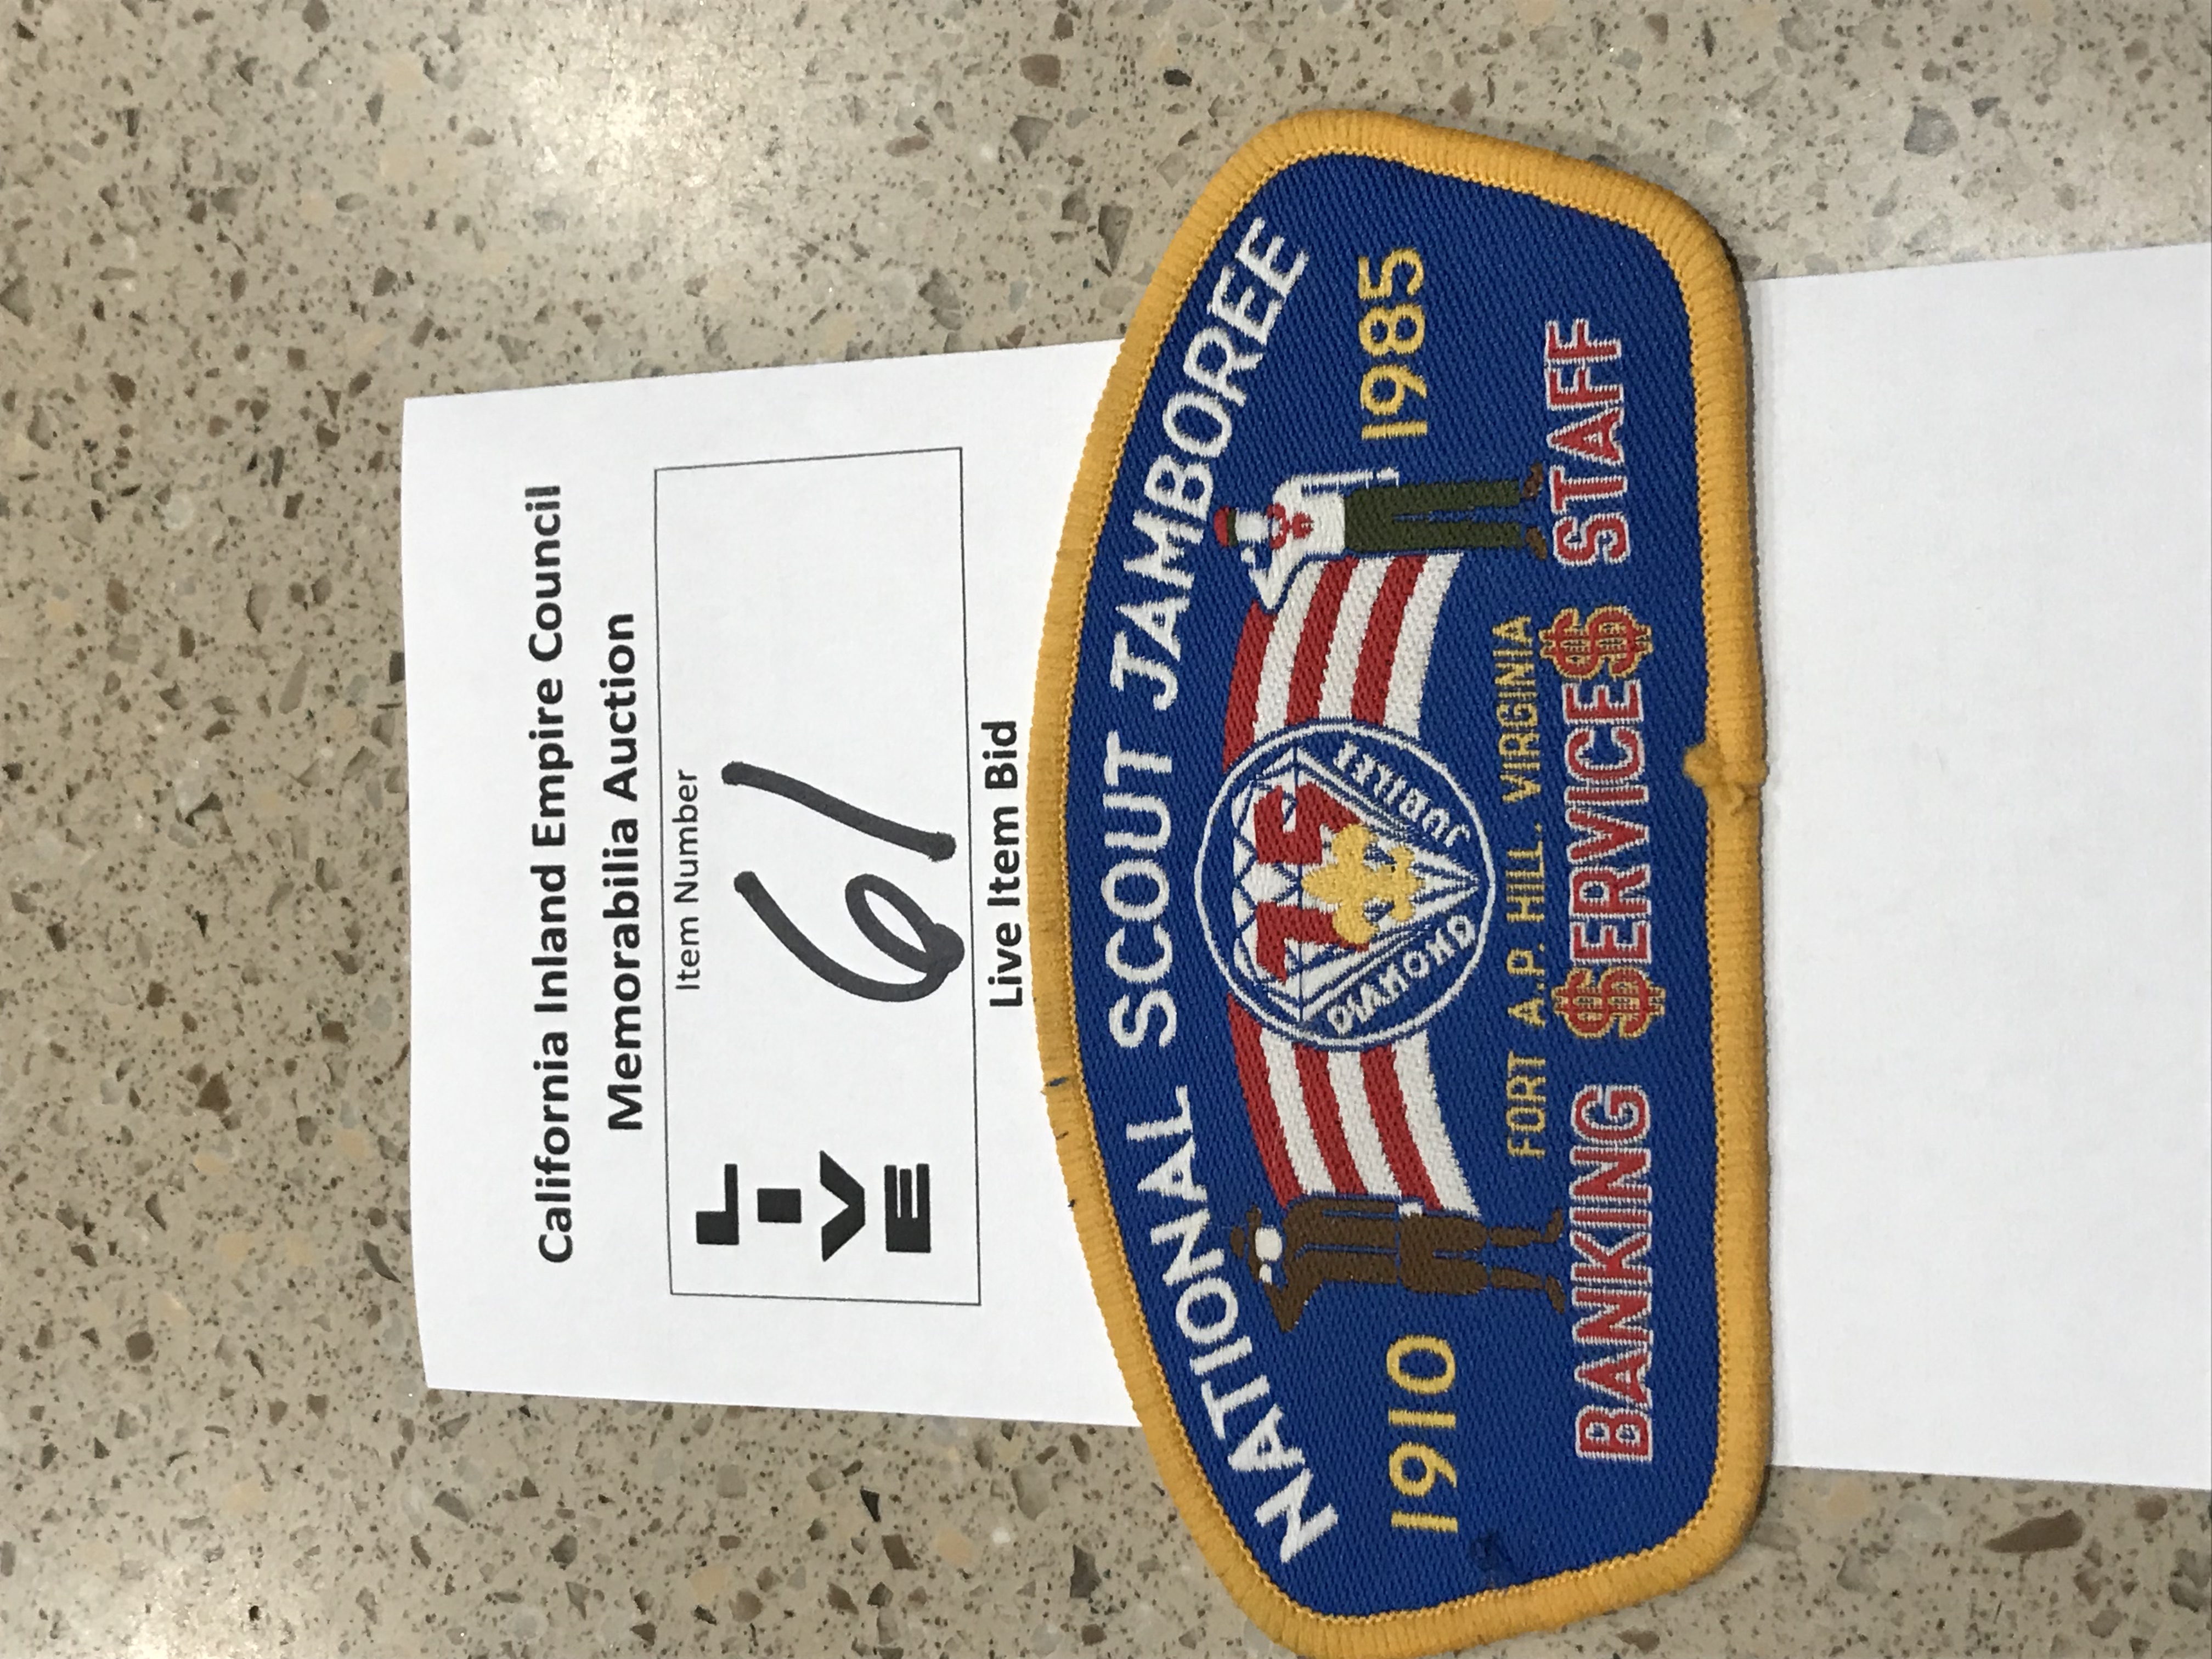 California Inland Empire Council
Memorabilia Auction
Item Number
LIVE
61
Live Item Bid
NATIONAL SCOUT JAMBOREE
1910
1985
75
DIAMOND JUBILEE
FORT A.P. HILL. VIRGINIA
BANKING $ERVICE$ STAFF